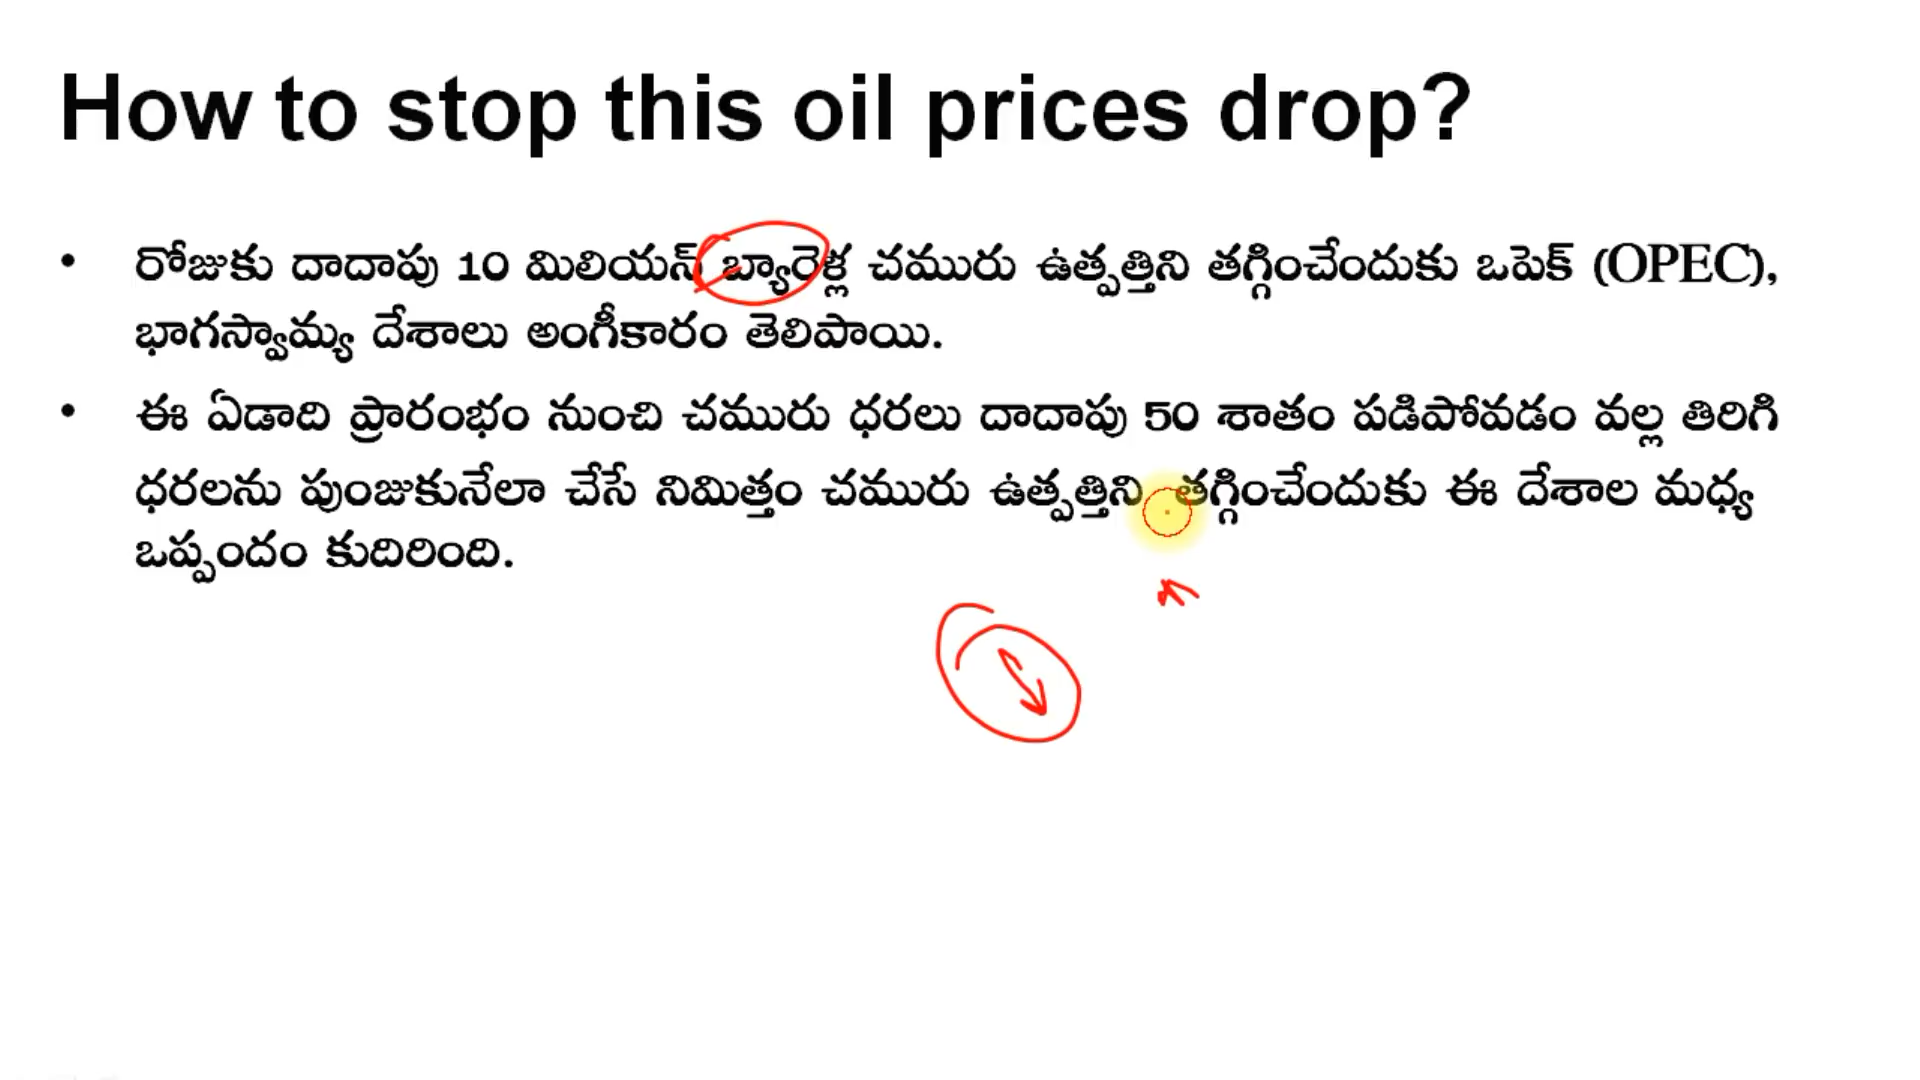 How to stop this oil prices drop?
• రోజుకు దాదాపు 10 మిలియన్ బ్యారెళ్ల చమురు ఉత్పత్తిని తగ్గించేందుకు ఒపెక్ (OPEC),
భాగస్వామ్య దేశాలు అంగీకారం తెలిపాయి.
• ఈ ఏడాది ప్రారంభం నుంచి చమురు ధరలు దాదాపు 50 శాతం పడిపోవడం వల్ల తిరిగి
ధరలను పుంజుకునేలా చేసే నిమిత్తం చమురు ఉత్పత్తిని తగ్గించేందుకు ఈ దేశాల మధ్య
ఒప్పందం కుదిరింది.